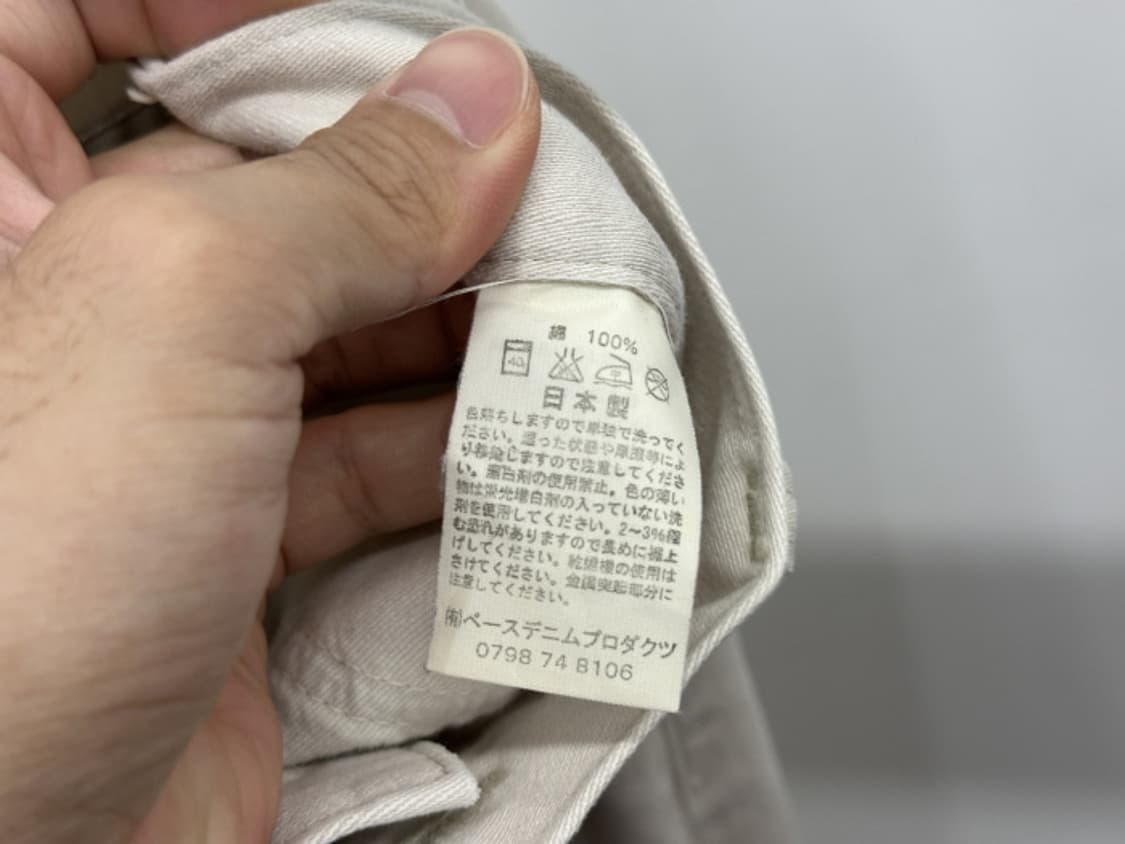 綿 100%
40
日本製
色落ちしますので単独で洗ってく
ださい。湿った状態や摩擦等によ
り移染しますので注意してくださ
い。漂白剤の使用禁止。色の薄い
物は蛍光増白剤の入っていない洗
剤を使用してください。2〜3%程
む恐れがありますので長めに裾上
げしてください。乾燥機の使用は
さけてください。金属突起部分に
注意してください。
(有)ベースデニムプロダクツ
0798 74 8106